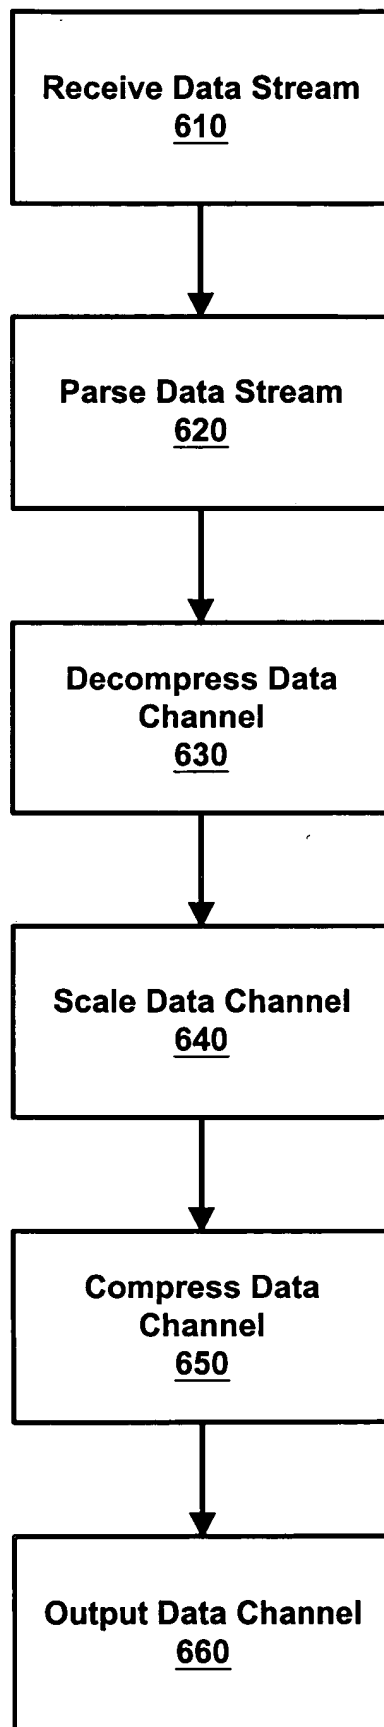 Receive Data Stream
610
Parse Data Stream
620
Decompress Data
Channel
630
Scale Data Channel
640
Compress Data
Channel
650
Output Data Channel
660